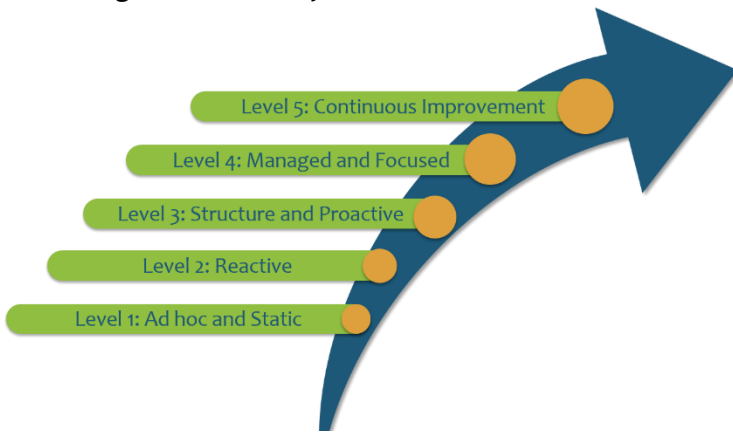 Level 5: Continuous Improvement
Level 4: Managed and Focused
Level 3: Structure and Proactive
Level 2: Reactive
Level 1: Ad hoc and Static